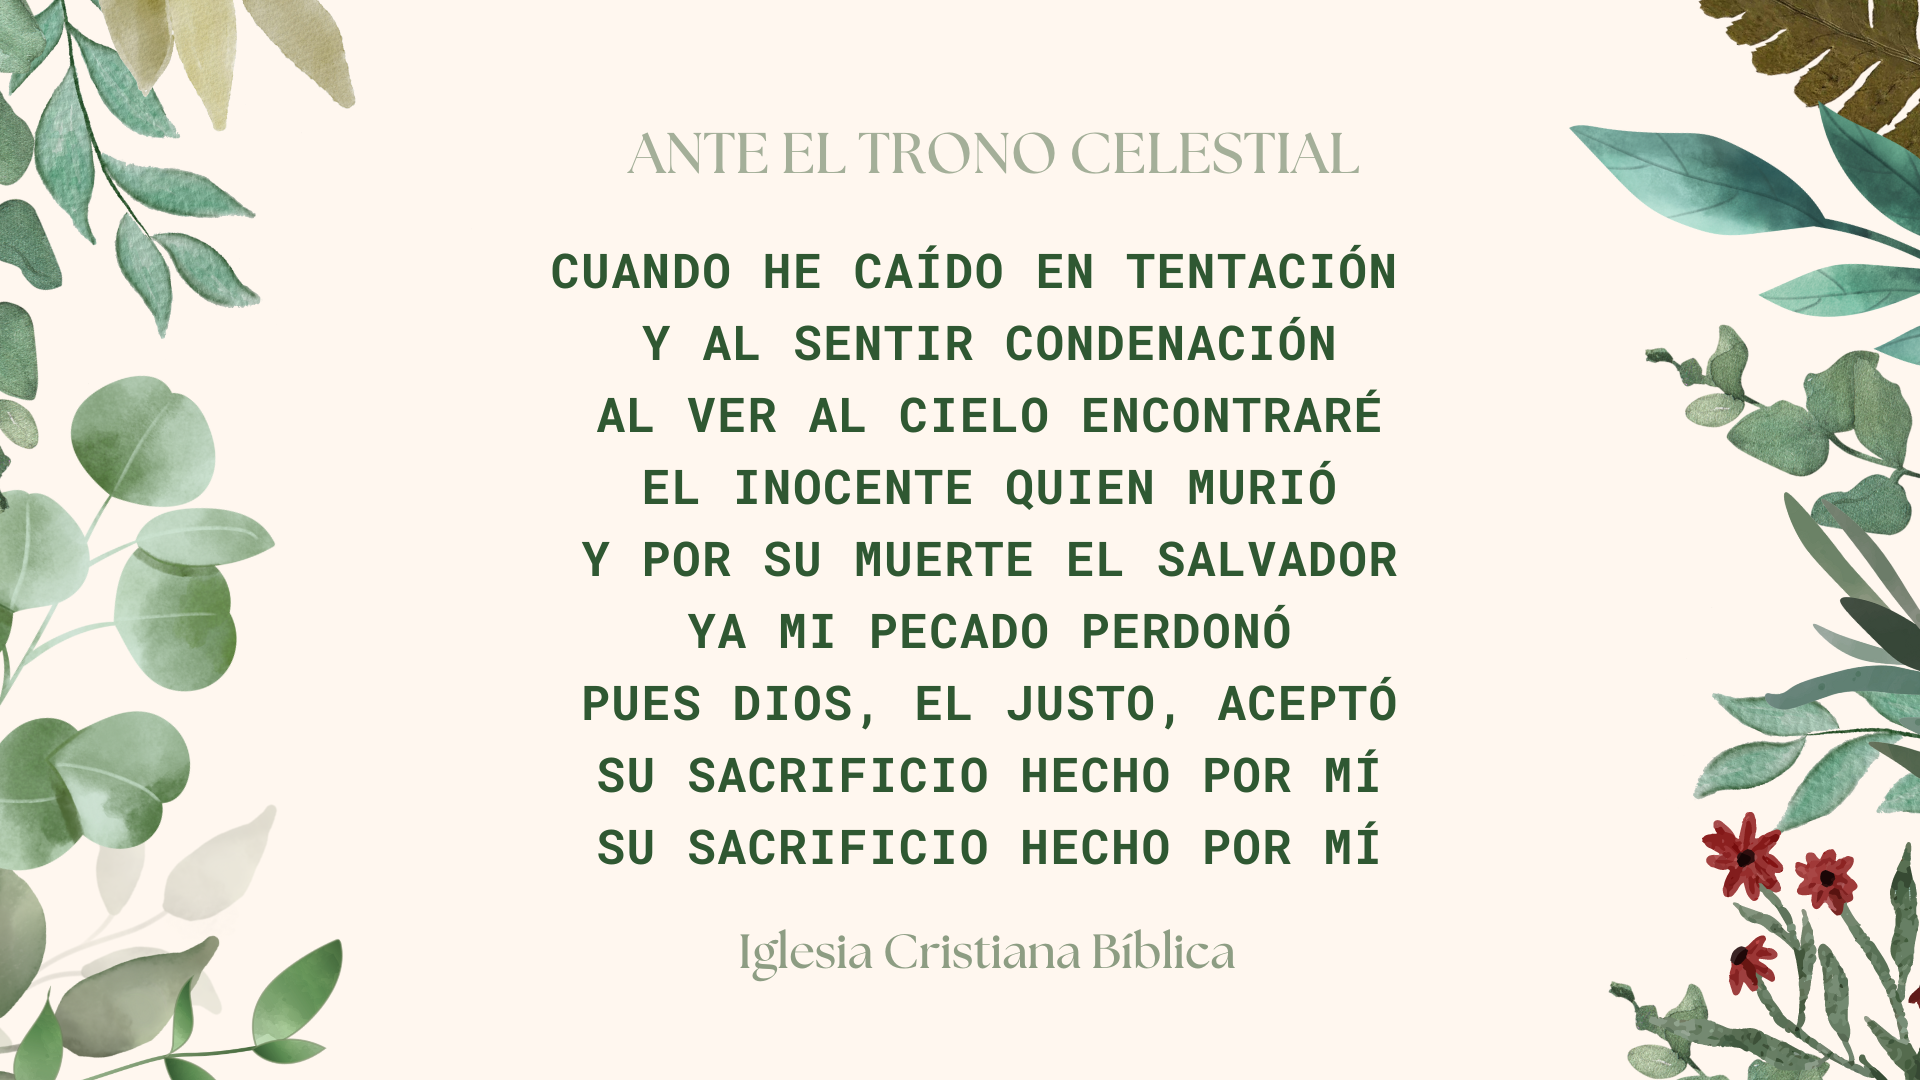 ANTE EL TRONO CELESTIAL
CUANDO HE CAÍDO EN TENTACIÓN
Y AL SENTIR CONDENACIÓN
AL VER AL CIELO ENCONTRARÉ
EL INOCENTE QUIEN MURIÓ
Y POR SU MUERTE EL SALVADOR
YA MI PECADO PERDONÓ
PUES DIOS, EL JUSTO, ACEPTÓ
SU SACRIFICIO HECHO POR MÍ
SU SACRIFICIO HECHO POR MÍ
Iglesia Cristiana Bíblica